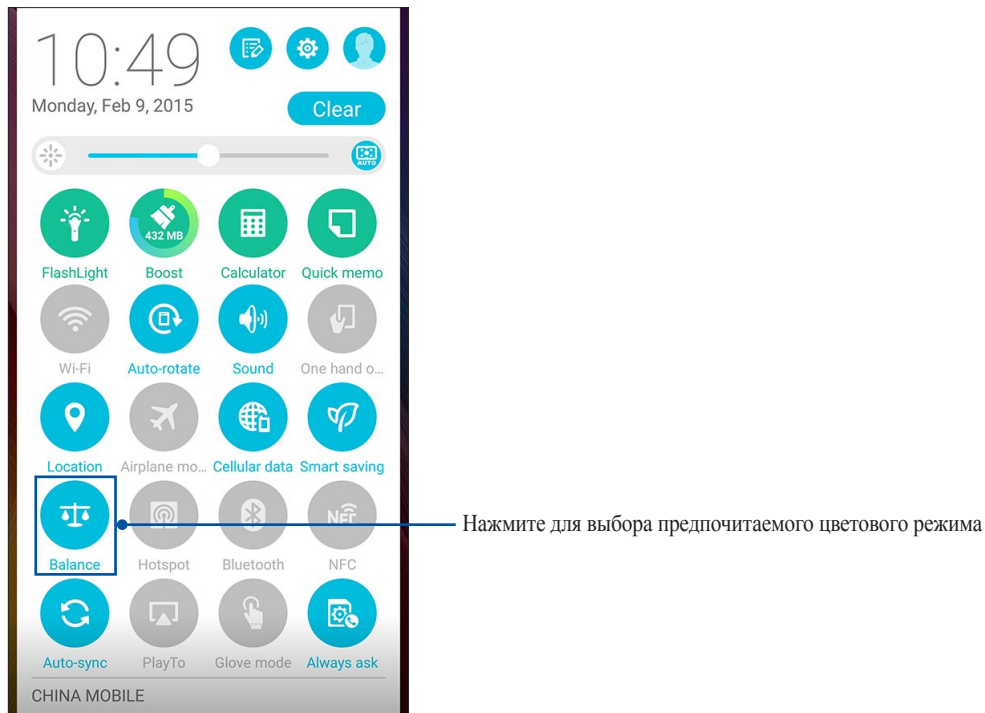 10:49
Monday, Feb 9, 2015
Clear
AUTO
432 MB
FlashLight Boost Calculator Quick memo
Wi-Fi Auto-rotate Sound One hand o...
Location Airplane mo... Cellular data Smart saving
NFC
Нажмите для выбора предпочитаемого цветового режима
Balance Hotspot Bluetooth NFC
Auto-sync PlayTo Glove mode Always ask
CHINA MOBILE